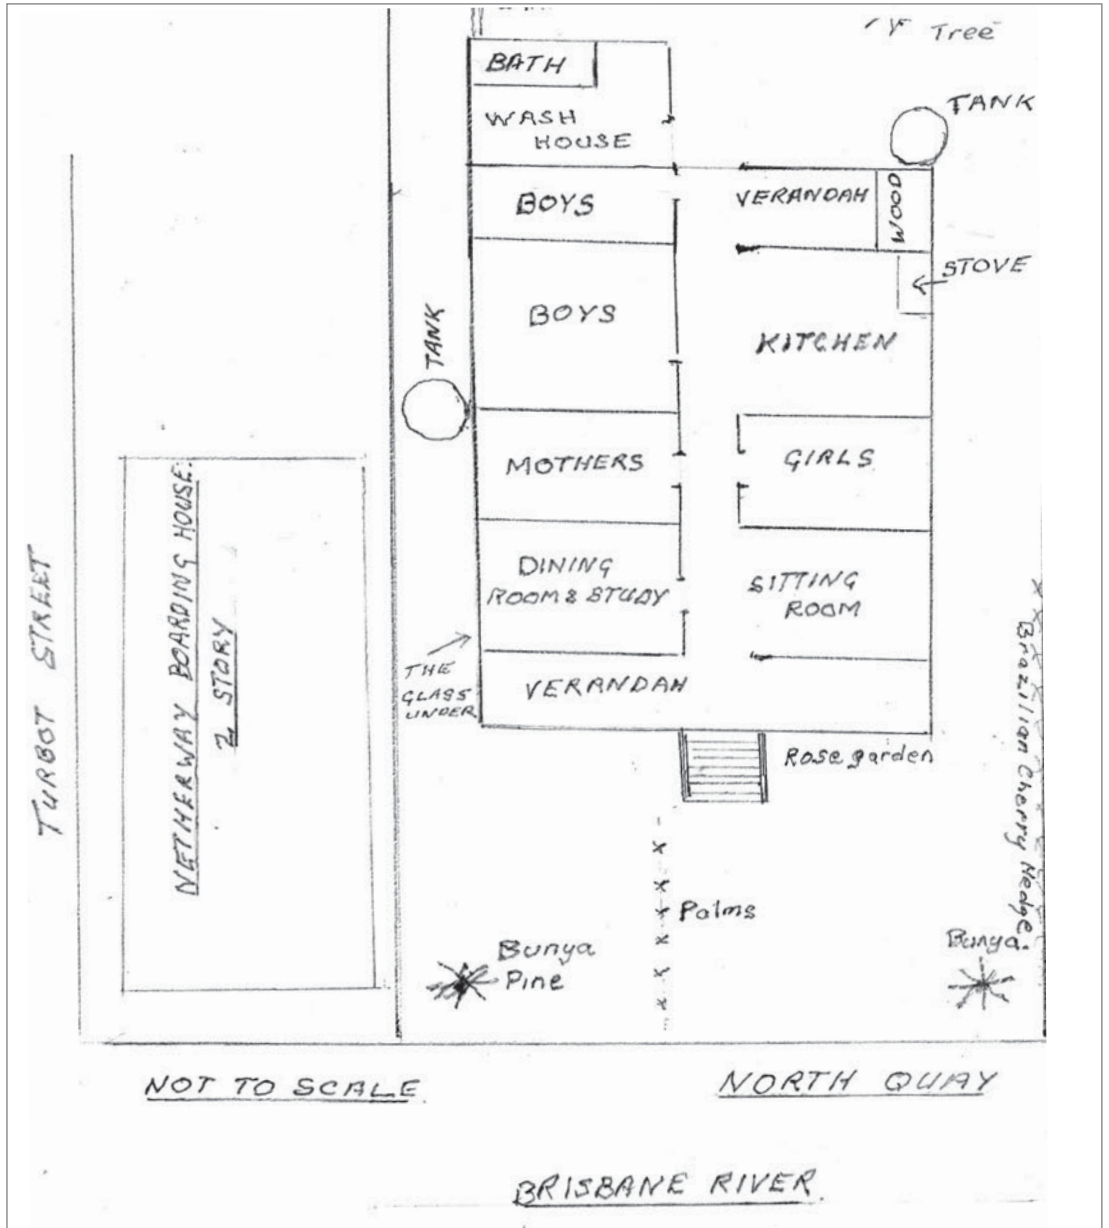 Tree
BATH
TANK
WASH
HOUSE
BOYS
VERANDAH
WOOD
STOVE
BOYS
TANK
KITCHEN
MOTHERS
GIRLS
NETHERWAY BOARDING HOUSE.
2 STORY
TURBOT STREET
DINING
ROOM & STUDY
SITTING
ROOM
THE
GLASS
UNDER
VERANDAH
Rose garden
Brazilian Cherry Hedge
Palms
Bunya
Pine
Bunya.
NOT TO SCALE
NORTH QUAY
BRISBANE RIVER